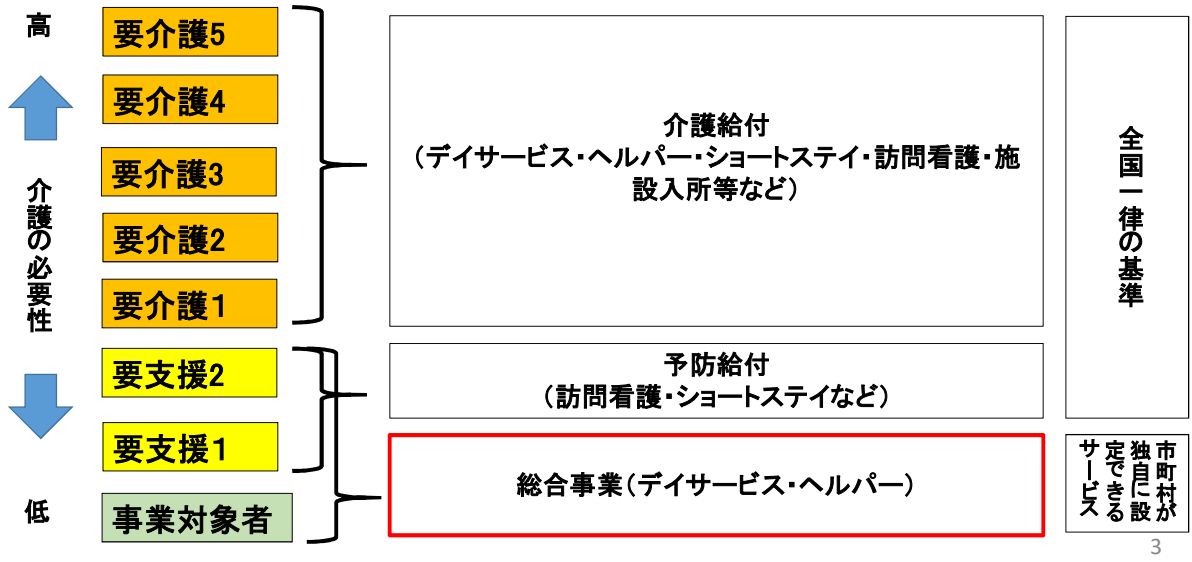 高
介護の必要性
低
要介護5
要介護4
要介護3
要介護2
要介護1
要支援2
要支援1
事業対象者
介護給付
（デイサービス・ヘルパー・ショートステイ・訪問看護・施
設入所等など）
予防給付
（訪問看護・ショートステイなど）
総合事業（デイサービス・ヘルパー）
全国一律の基準
市町村が
独自に設
定できる
サービス
3